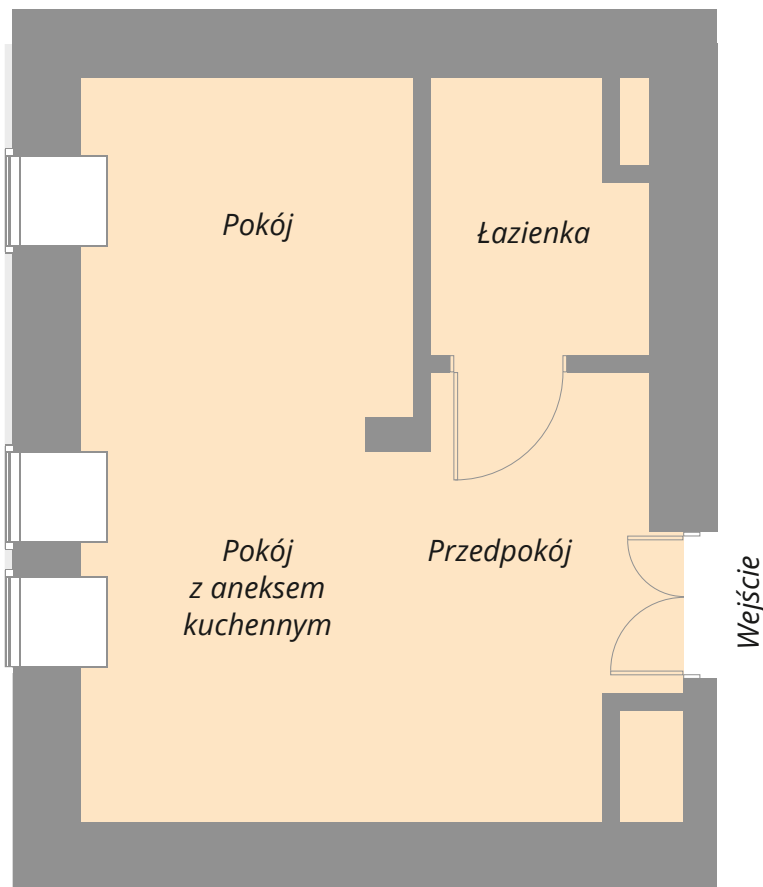 Pokój
Łazienka
Pokój
z aneksem
kuchennym
Przedpokój
Wejście